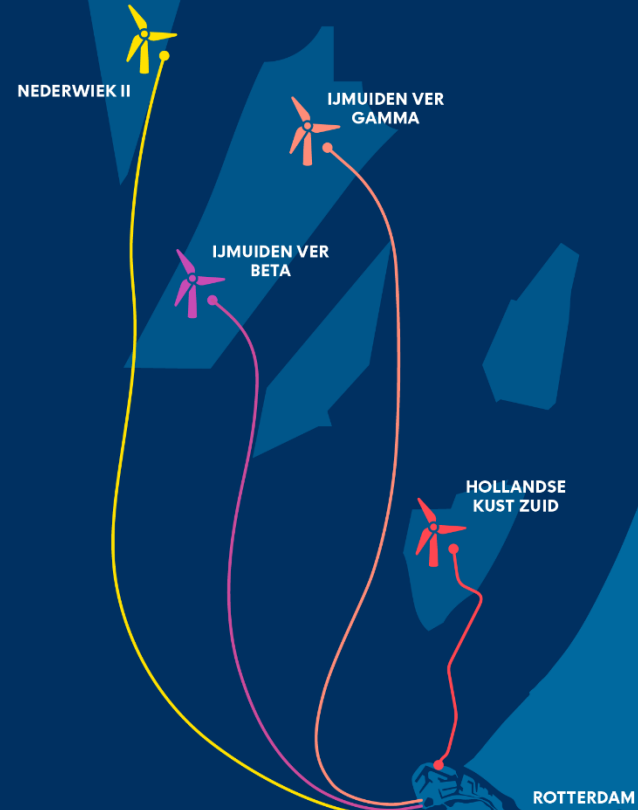 NEDERWIEK II
IJMUIDEN VER
GAMMA
IJMUIDEN VER
BETA
HOLLANDSE
KUST ZUID
ROTTERDAM